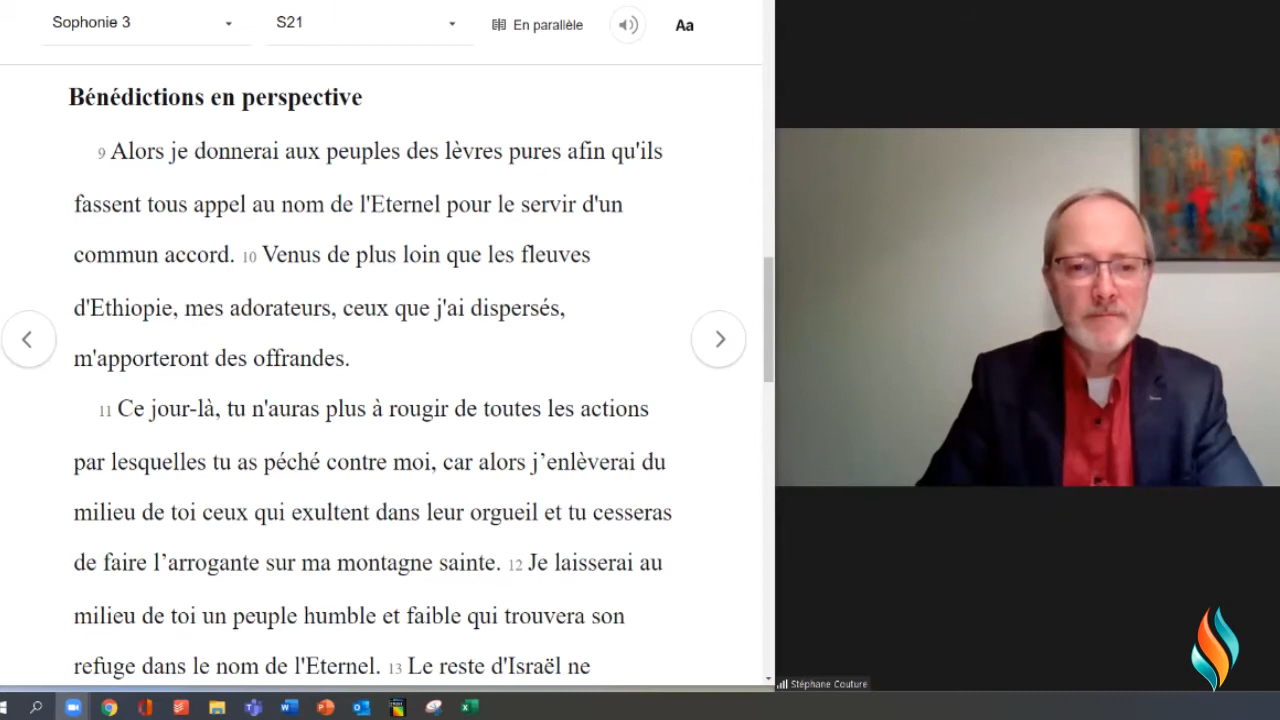 Sophonie 3
S21
En parallèle
Aa
Bénédictions en perspective
9 Alors je donnerai aux peuples des lèvres pures afin qu'ils
fassent tous appel au nom de l'Eternel pour le servir d'un
commun accord. 10 Venus de plus loin que les fleuves
d'Ethiopie, mes adorateurs, ceux que j'ai dispersés,
m'apporteront des offrandes.
11 Ce jour-là, tu n'auras plus à rougir de toutes les actions
par lesquelles tu as péché contre moi, car alors j’enlèverai du
milieu de toi ceux qui exultent dans leur orgueil et tu cesseras
de faire l’arrogante sur ma montagne sainte. 12 Je laisserai au
milieu de toi un peuple humble et faible qui trouvera son
refuge dans le nom de l'Eternel. 13 Le reste d'Israël ne
Stéphane Couture